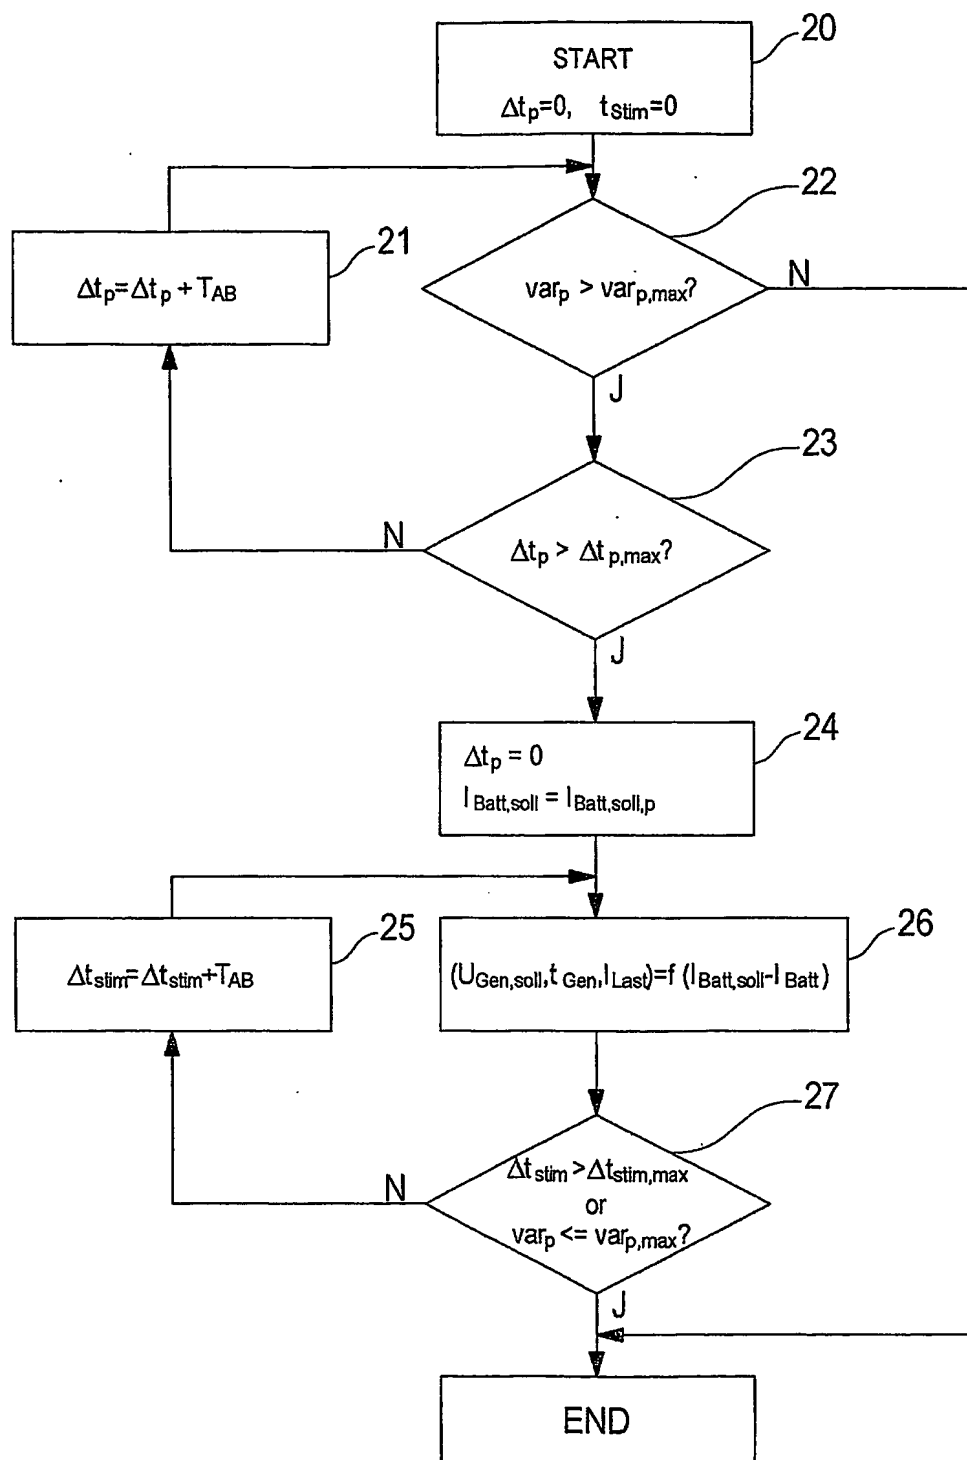 20
START
Δtp=0, tStim=0
22
21
Δtp=Δtp + TAB
varp > varp,max?
N
J
23
N
Δtp > Δtp,max?
J
24
Δtp = 0
IBatt,soll = IBatt,soll,p
25
26
Δtstim=Δtstim+TAB
(UGen,soll,tGen,ILast)=f (IBatt,soll-IBatt)
27
N
Δtstim>Δtstim,max
or
varp <= varp,max?
J
END